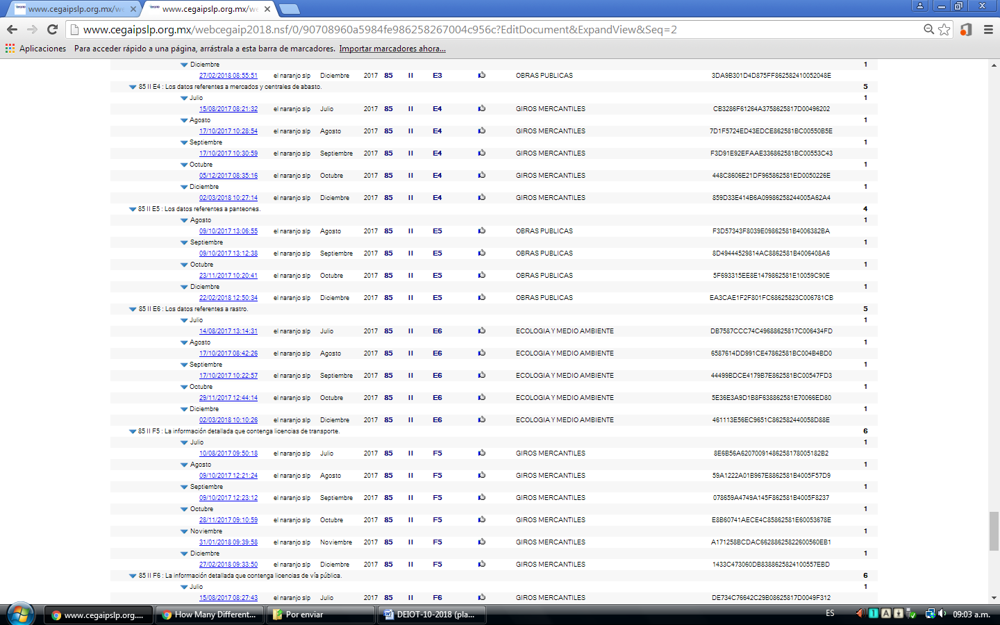 www.cegaipslp.org.mx/we
www.cegaipslp.org.mx/we
www.cegaipslp.org.mx/webcegaip2018.nsf/0/90708960a5984fe986258267004c956c?EditDocument&ExpandView&Seq=2
Aplicaciones Para acceder rápido a una página, arrástrala a esta barra de marcadores. Importar marcadores ahora...
Diciembre 1
27/02/2018 08:55:51 el naranjo slp Diciembre 2017 85 II E3 OBRAS PUBLICAS 3DA9B301D4D875FF862582410052048E
85 II E4 : Los datos referentes a mercados y centrales de abasto. 5
Julio 1
15/08/2017 08:21:32 el naranjo slp Julio 2017 85 II E4 GIROS MERCANTILES CB3286F61264A3758625817D00496202
Agosto 1
17/10/2017 10:28:54 el naranjo slp Agosto 2017 85 II E4 GIROS MERCANTILES 7D1F5724ED43EDCE862581BC00550B5E
Septiembre 1
17/10/2017 10:30:59 el naranjo slp Septiembre 2017 85 II E4 GIROS MERCANTILES F3D91E92EFAAE336862581BC00553C43
Octubre 1
05/12/2017 08:35:16 el naranjo slp Octubre 2017 85 II E4 GIROS MERCANTILES 448C8606E21DF965862581ED0050226E
Diciembre 1
02/03/2018 10:27:14 el naranjo slp Diciembre 2017 85 II E4 GIROS MERCANTILES 859D33E414B6A09986258244005A62A4
85 II E5 : Los datos referentes a panteones. 4
Agosto 1
09/10/2017 13:06:55 el naranjo slp Agosto 2017 85 II E5 OBRAS PUBLICAS F3D57343F8039E09862581B4006382BA
Septiembre 1
09/10/2017 13:12:38 el naranjo slp Septiembre 2017 85 II E5 OBRAS PUBLICAS 8D49444529814AC8862581B4006408A6
Octubre 1
23/11/2017 10:20:41 el naranjo slp Octubre 2017 85 II E5 OBRAS PUBLICAS 5F693315EE8E1479862581E10059C90E
Diciembre 1
22/02/2018 12:50:34 el naranjo slp Diciembre 2017 85 II E5 OBRAS PUBLICAS EA3CAE1F2F801FC68625823C006781CB
85 II E6 : Los datos referentes a rastro. 5
Julio 1
14/08/2017 13:14:31 el naranjo slp Julio 2017 85 II E6 ECOLOGIA Y MEDIO AMBIENTE DB7587CCC74C49688625817C006434FD
Agosto 1
17/10/2017 08:42:26 el naranjo slp Agosto 2017 85 II E6 ECOLOGIA Y MEDIO AMBIENTE 6587614DD991CE47862581BC004B4BD0
Septiembre 1
17/10/2017 10:22:57 el naranjo slp Septiembre 2017 85 II E6 ECOLOGIA Y MEDIO AMBIENTE 44499BDCE4179B7E862581BC00547FD3
Octubre 1
29/11/2017 12:44:14 el naranjo slp Octubre 2017 85 II E6 ECOLOGIA Y MEDIO AMBIENTE 5E36E3A9D1B8F638862581E70066ED80
Diciembre 1
02/03/2018 10:10:26 el naranjo slp Diciembre 2017 85 II E6 ECOLOGIA Y MEDIO AMBIENTE 461113E56EC9651C862582440058D88E
85 II F5 : La información detallada que contenga licencias de transporte. 6
Julio 1
10/08/2017 09:50:18 el naranjo slp Julio 2017 85 II F5 GIROS MERCANTILES 8E6B56A62070091486258178005182B2
Agosto 1
09/10/2017 12:21:24 el naranjo slp Agosto 2017 85 II F5 GIROS MERCANTILES 59A1222A01B967E8862581B4005F57D9
Septiembre 1
09/10/2017 12:23:12 el naranjo slp Septiembre 2017 85 II F5 GIROS MERCANTILES 078659A4749A145F862581B4005F8237
Octubre 1
28/11/2017 09:10:59 el naranjo slp Octubre 2017 85 II F5 GIROS MERCANTILES E8B60741AECE4C85862581E60053678E
Noviembre 1
31/01/2018 09:39:58 el naranjo slp Noviembre 2017 85 II F5 GIROS MERCANTILES A171258BCDAC66288625822600560EB1
Diciembre 1
27/02/2018 09:33:50 el naranjo slp Diciembre 2017 85 II F5 GIROS MERCANTILES 1433C473060DB8388625824100557EBD
85 II F6 : La información detallada que contenga licencias de vía pública. 6
Julio 1
15/08/2017 08:27:43 el naranjo slp Julio 2017 85 II F6 GIROS MERCANTILES DE734C76642C29B08625817D0049F312
www.cegaipslp.org.... How Many Different... Por enviar DEIOT-10-2018 (pla... ES 09:03 a.m.